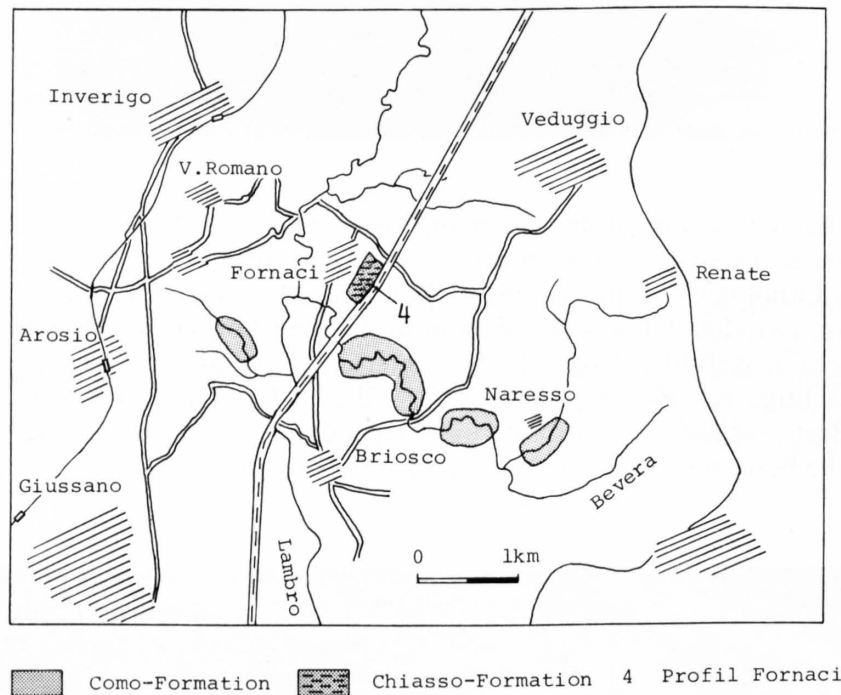 Inverigo
Veduggio
V.Romano
Fornaci
Renate
4
Arosio
Naresso
Briosco
Giussano
Bevera
0 1km
Lambro
Como-Formation Chiasso-Formation 4 Profil Fornaci